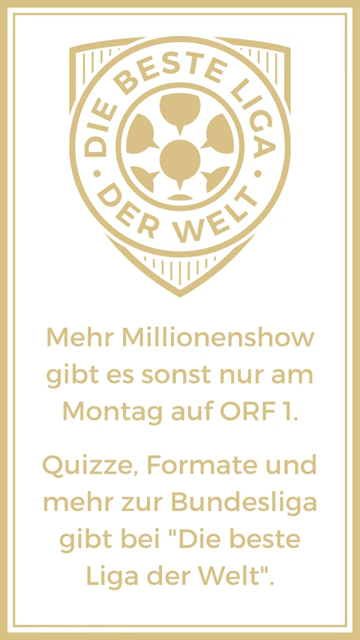 DIE BESTE LIGA
• DER WELT •
Mehr Millionenshow
gibt es sonst nur am
Montag auf ORF 1.
Quizze, Formate und
mehr zur Bundesliga
gibt bei "Die beste
Liga der Welt".